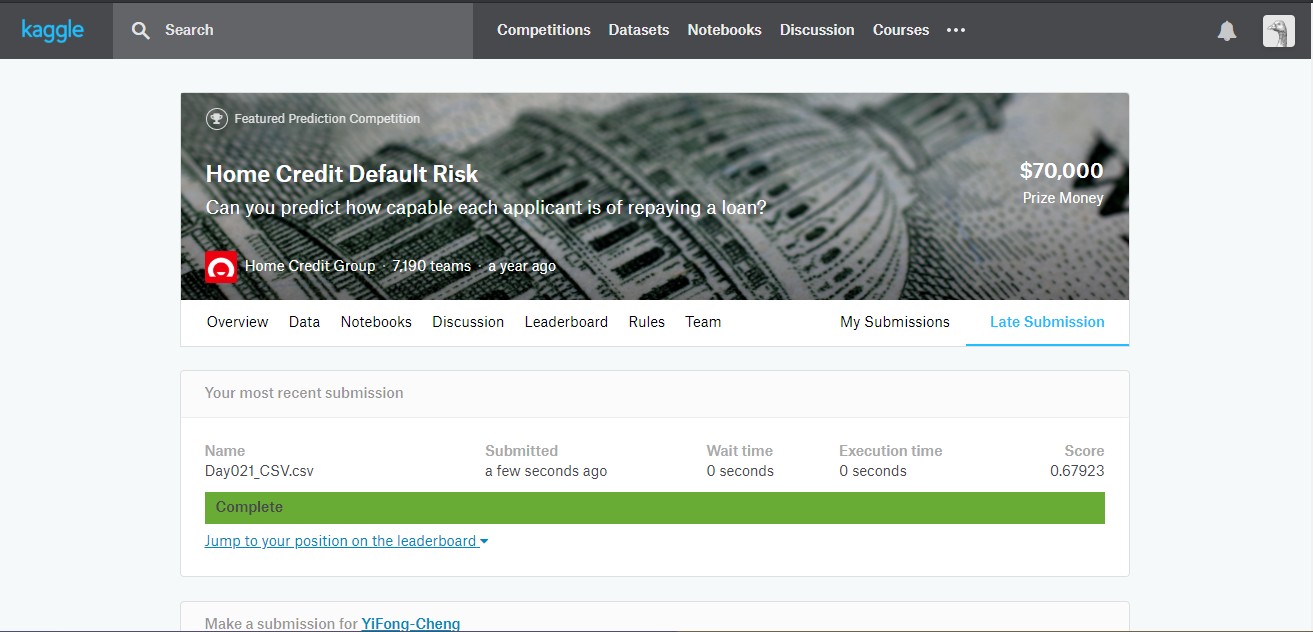 kaggle Search Competitions Datasets Notebooks Discussion Courses •••
Featured Prediction Competition
Home Credit Default Risk
Can you predict how capable each applicant is of repaying a loan?
$70,000
Prize Money
Home Credit Group · 7,190 teams · a year ago
Overview Data Notebooks Discussion Leaderboard Rules Team My Submissions Late Submission
Your most recent submission
Name Submitted Wait time Execution time Score
Day021_CSV.csv a few seconds ago 0 seconds 0 seconds 0.67923
Complete
Jump to your position on the leaderboard
Make a submission for YiFong-Cheng